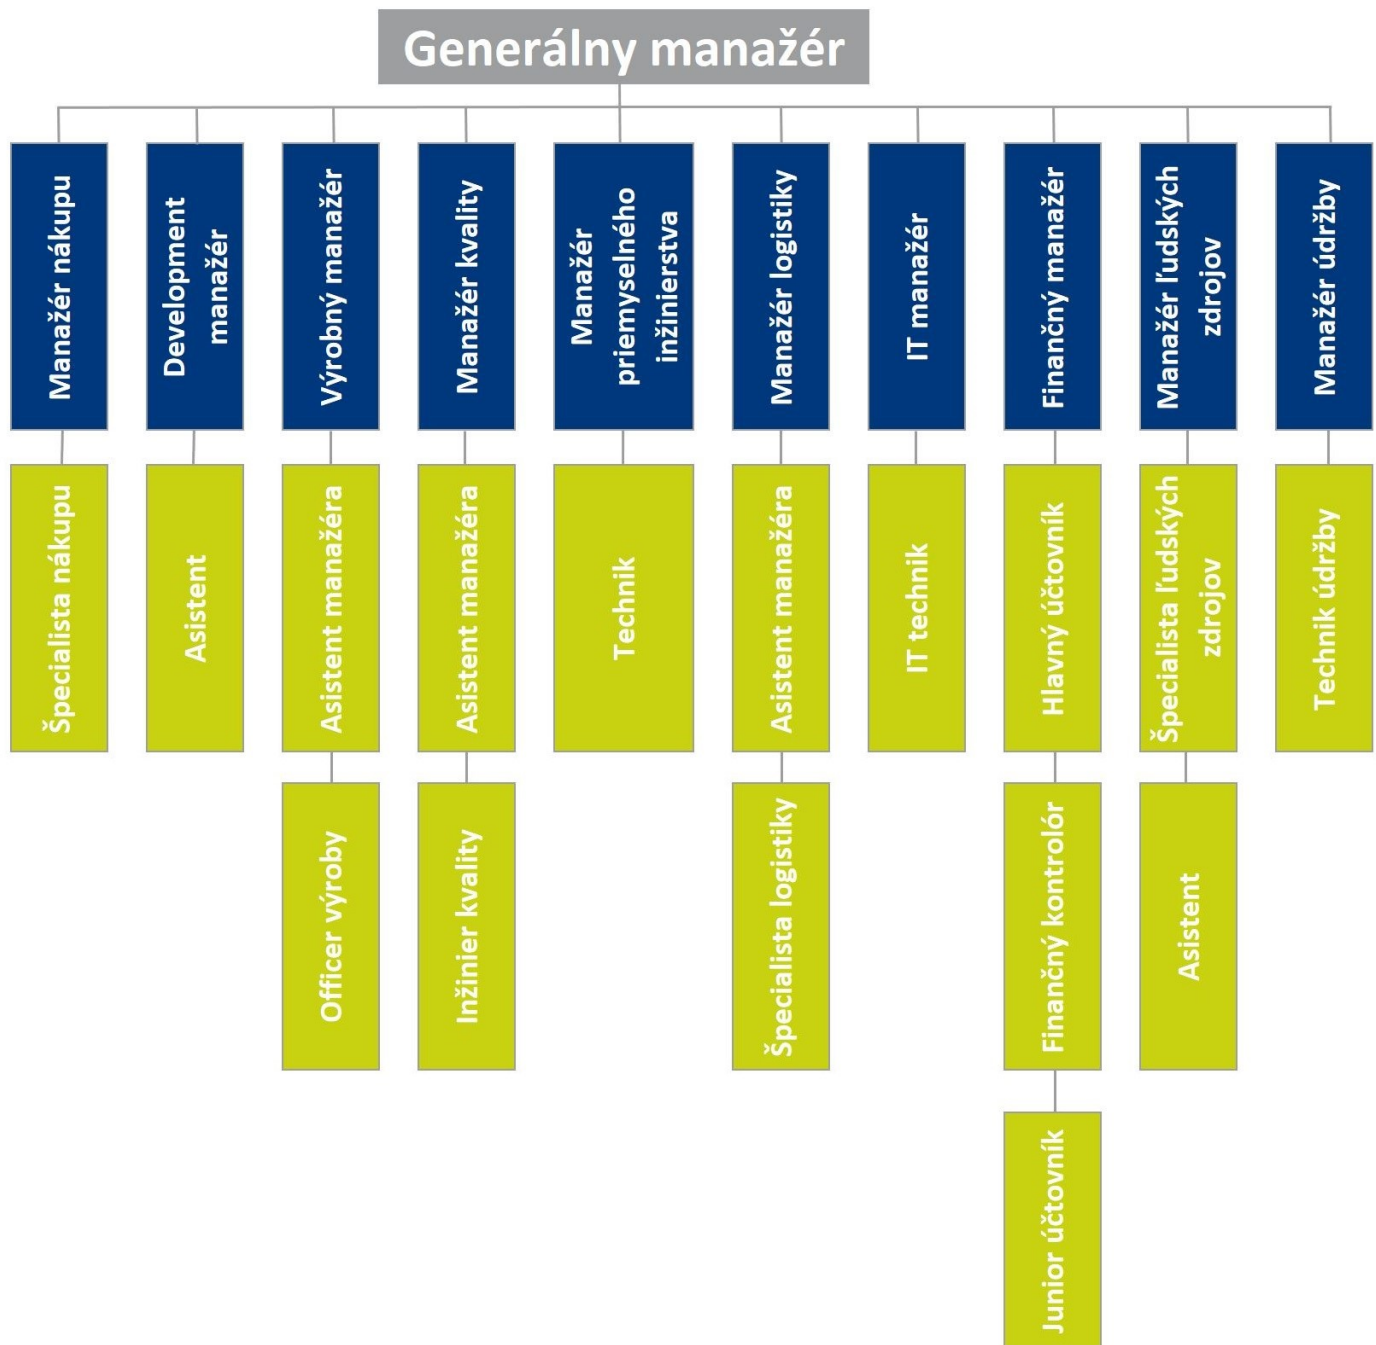 Generálny manažér
Manažér nákupu
Development
manažér
Výrobný manažér
Manažér kvality
Manažér
priemyselného
inžinierstva
Manažér logistiky
IT manažér
Finančný manažér
Manažér ľudských
zdrojov
Manažér údržby
Špecialista nákupu
Asistent
Asistent manažéra
Asistent manažéra
Technik
Asistent manažéra
IT technik
Hlavný účtovník
Špecialista ľudských
zdrojov
Technik údržby
Officer výroby
Inžinier kvality
Špecialista logistiky
Finančný kontrolór
Asistent
Junior účtovník